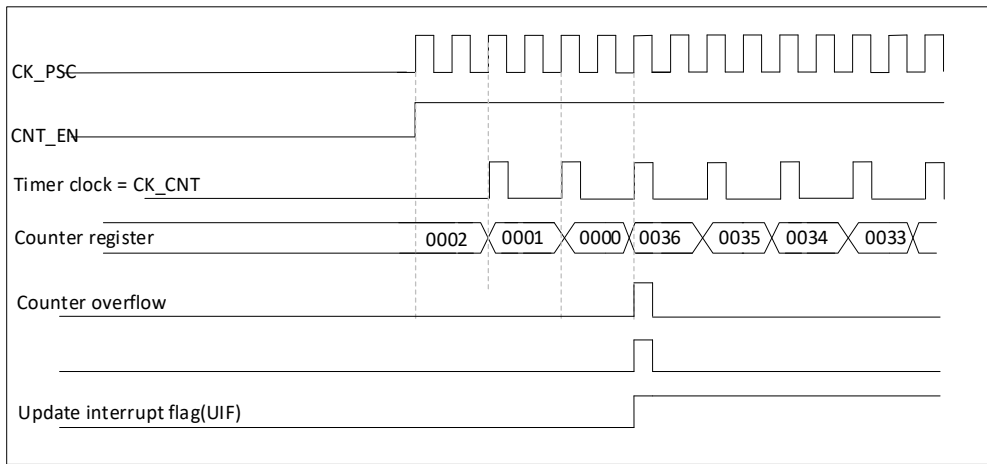 CK_PSC
CNT_EN
Timer clock = CK_CNT
Counter register
0002 0001 0000 0036 0035 0034 0033
Counter overflow
Update interrupt flag(UIF)